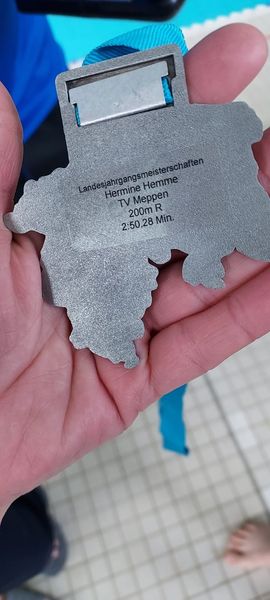 Landesjahrgangsmeisterschaften
Hermine Hemme
TV Meppen
200m R
2:50,28 Min.